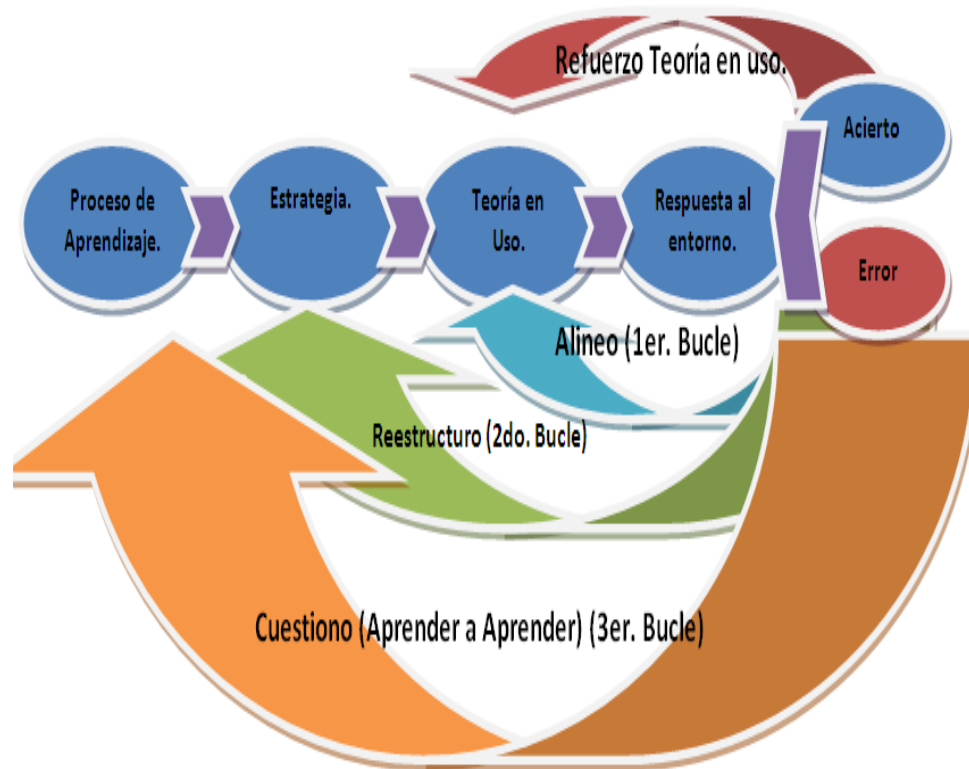 Refuerzo Teoría en uso.
Acierto
Proceso de
Aprendizaje.
Estrategia.
Teoría en
Uso.
Respuesta al
entorno.
Error
Alineo (1er. Bucle)
Reestructuro (2do. Bucle)
Cuestiono (Aprender a Aprender) (3er. Bucle)